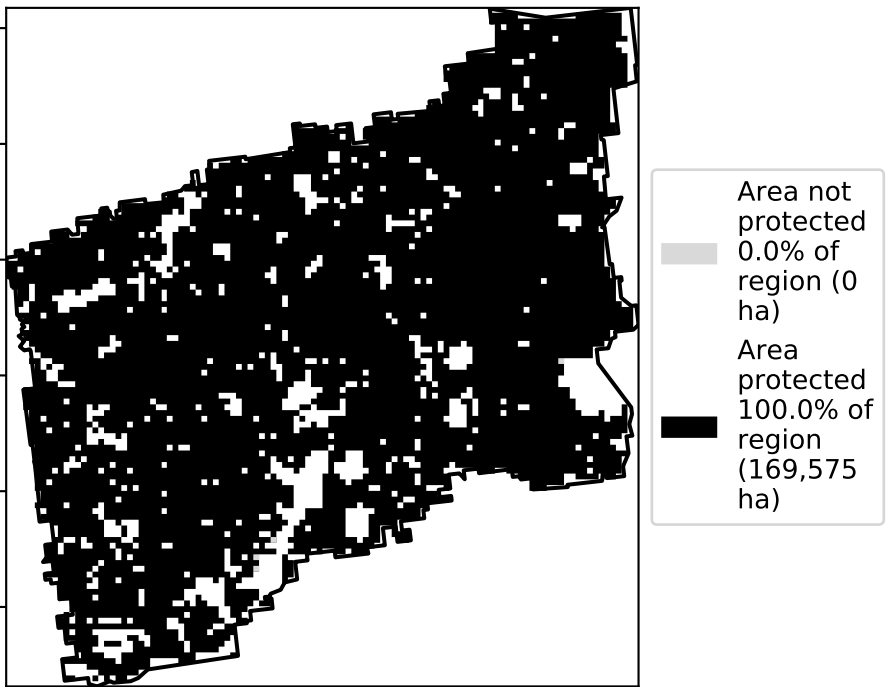 Area not
protected
0.0% of
region (0
ha)
Area
protected
100.0% of
region
(169,575
ha)